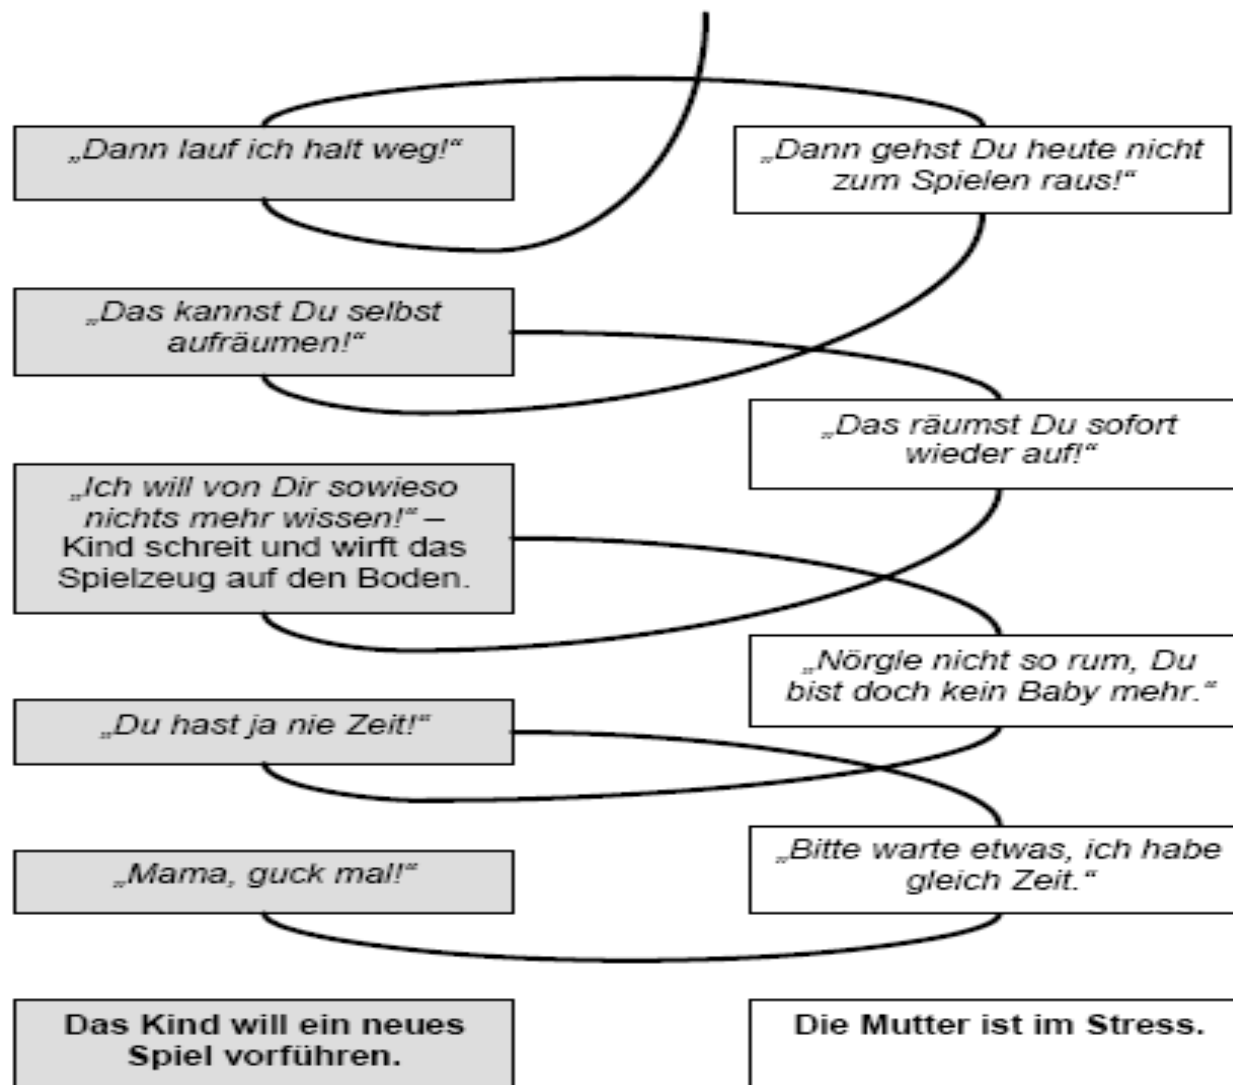 „Dann lauf ich halt weg!“
„Dann gehst Du heute nicht
zum Spielen raus!“
„Das kannst Du selbst
aufräumen!“
„Das räumst Du sofort
wieder auf!“
„Ich will von Dir sowieso
nichts mehr wissen!“ –
Kind schreit und wirft das
Spielzeug auf den Boden.
„Nörgle nicht so rum, Du
bist doch kein Baby mehr.“
„Du hast ja nie Zeit!“
„Bitte warte etwas, ich habe
gleich Zeit.“
„Mama, guck mal!“
Das Kind will ein neues
Spiel vorführen.
Die Mutter ist im Stress.